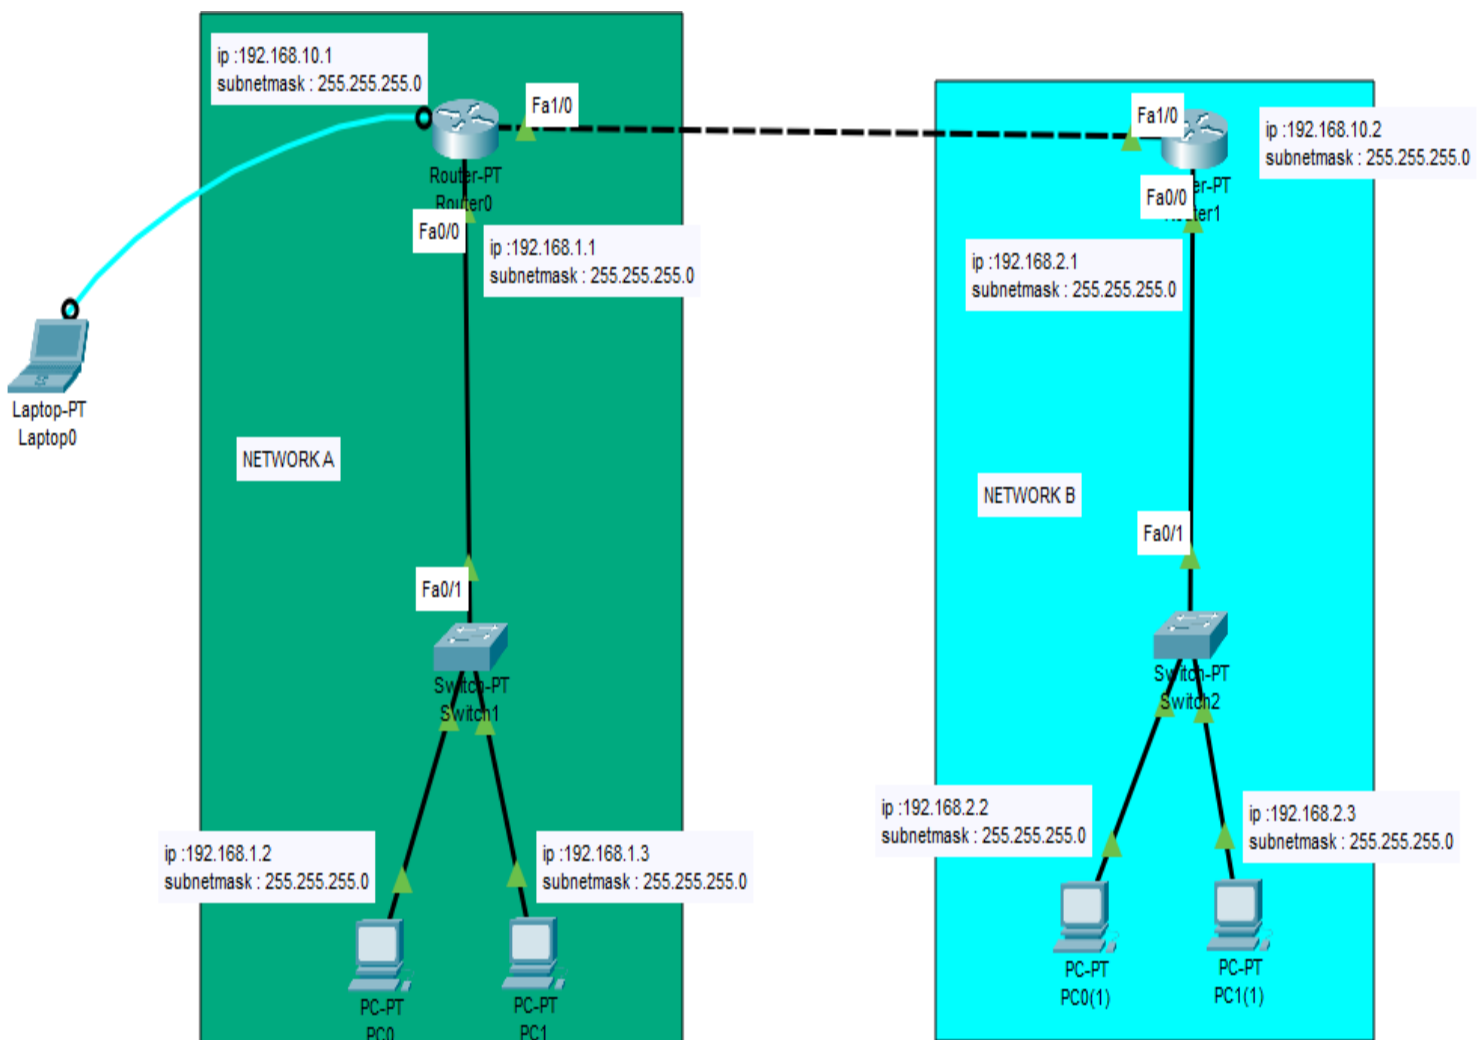 ip :192.168.10.1
subnetmask : 255.255.255.0
Fa1/0
Router-PT
Router0
Fa0/0
ip :192.168.1.1
subnetmask : 255.255.255.0
Laptop-PT
Laptop0
NETWORK A
Fa0/1
Switch-PT
Switch1
ip :192.168.1.2
subnetmask : 255.255.255.0
ip :192.168.1.3
subnetmask : 255.255.255.0
PC-PT
PC0
PC-PT
PC1
Fa1/0
ip :192.168.10.2
subnetmask : 255.255.255.0
er-PT
Fa0/0
ter1
ip :192.168.2.1
subnetmask : 255.255.255.0
NETWORK B
Fa0/1
Switch-PT
Switch2
ip :192.168.2.2
subnetmask : 255.255.255.0
ip :192.168.2.3
subnetmask : 255.255.255.0
PC-PT
PC0(1)
PC-PT
PC1(1)